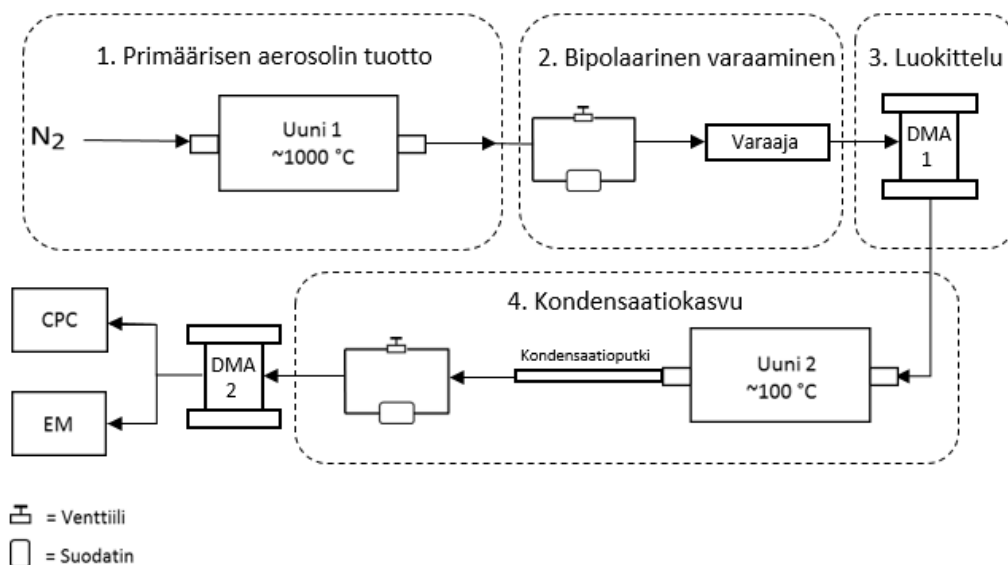 1. Primäärisen aerosolin tuotto
2. Bipolaarinen varaaminen
3. Luokittelu
N2
Uuni 1
~1000 °C
Varaaja
DMA
1
4. Kondensaatiokasvu
CPC
EM
DMA
2
Kondensaatioputki
Uuni 2
~100 °C
= Venttiili
= Suodatin